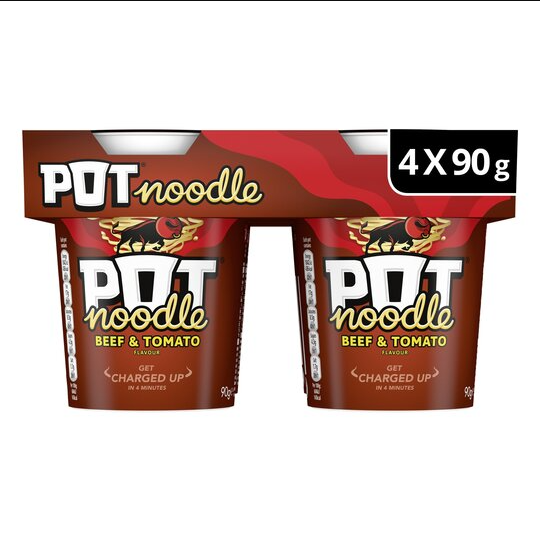 POT noodle
4 X 90g
POT
noodle
BEEF & TOMATO
FLAVOUR
GET
CHARGED UP
IN 4 MINUTES
90g
POT
noodle
BEEF & TOMATO
FLAVOUR
GET
CHARGED UP
IN 4 MINUTES
90g